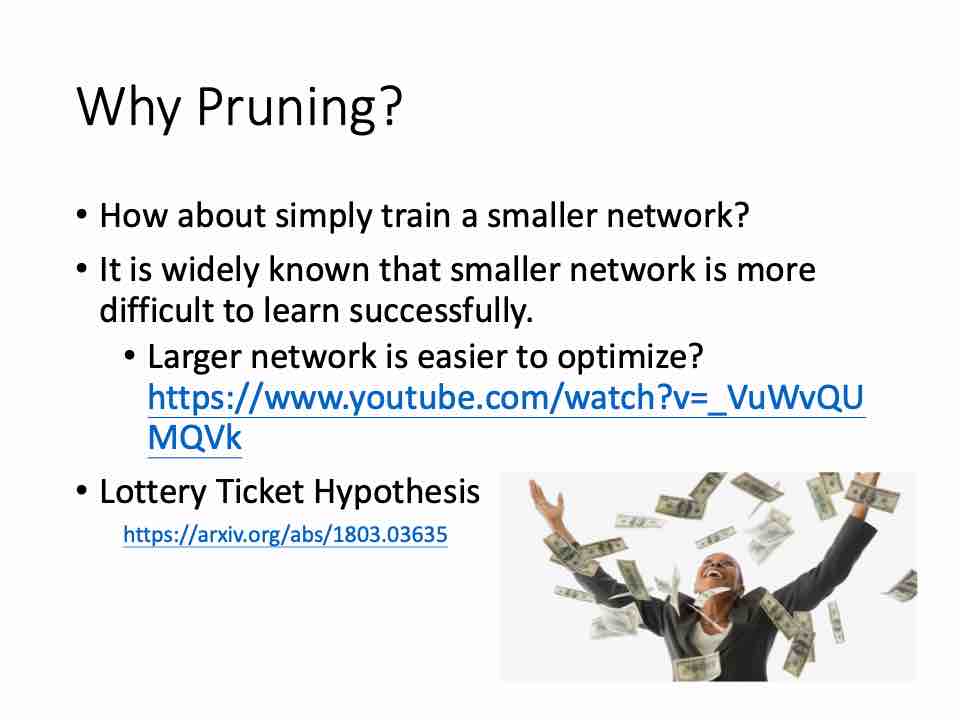 Why Pruning?
• How about simply train a smaller network?
• It is widely known that smaller network is more
difficult to learn successfully.
• Larger network is easier to optimize?
https://www.youtube.com/watch?v=_VuWvQU
MQVk
• Lottery Ticket Hypothesis
https://arxiv.org/abs/1803.03635